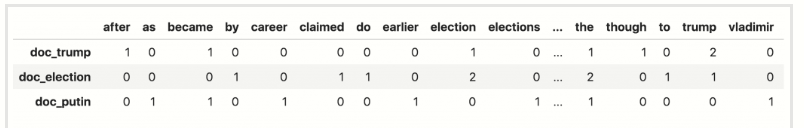 after as became by career claimed do earlier election elections ... the though to trump vladimir
doc_trump 1 0 1 0 0 0 0 0 1 0 ... 1 1 0 2 0
doc_election 0 0 0 1 0 1 1 0 2 0 ... 2 0 1 1 0
doc_putin 0 1 1 0 1 0 0 1 0 1 ... 1 0 0 0 1